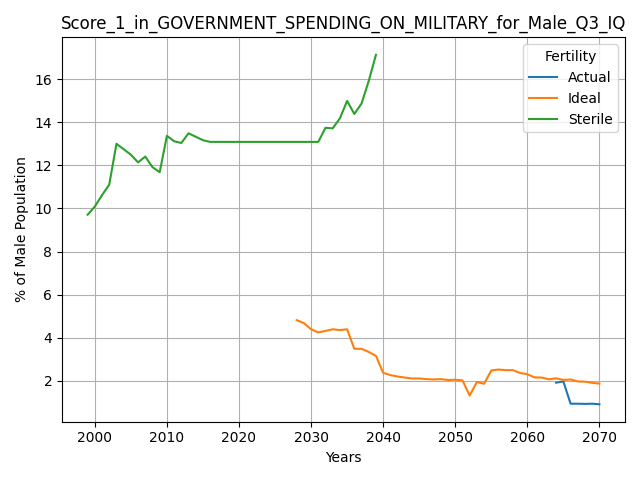 Score_1_in_GOVERNMENT_SPENDING_ON_MILITARY_for_Male_Q3_IQ
Fertility
Actual
Ideal
Sterile
% of Male Population
16
14
12
10
8
6
4
2
2000 2010 2020 2030 2040 2050 2060 2070
Years